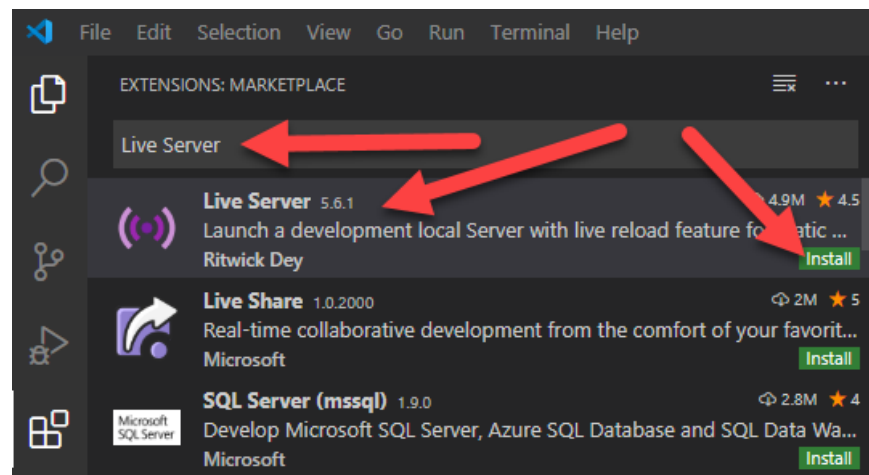 File Edit Selection View Go Run Terminal Help
EXTENSIONS: MARKETPLACE
Live Server
Live Server 5.6.1 4.9M 4.5
Launch a development local Server with live reload feature ...
Ritwick Dey Install
Live Share 1.0.2000 2M 5
Real-time collaborative development from the comfort of your favorit...
Microsoft Install
SQL Server (mssql) 1.9.0 2.8M 4
Microsoft
SQL Server
Develop Microsoft SQL Server, Azure SQL Database and SQL Data Wa...
Microsoft Install